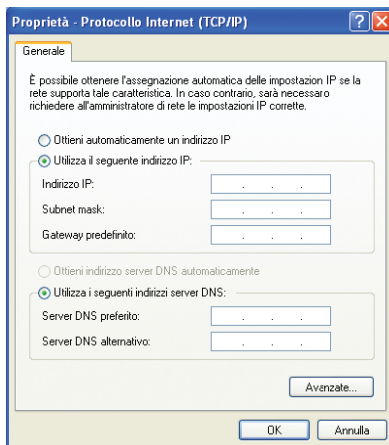 Proprietà - Protocollo Internet (TCP/IP)
Generale
È possibile ottenere l'assegnazione automatica delle impostazioni IP se la
rete supporta tale caratteristica. In caso contrario, sarà necessario
richiedere all'amministratore di rete le impostazioni IP corrette.
Ottieni automaticamente un indirizzo IP
Utilizza il seguente indirizzo IP:
Indirizzo IP:
Subnet mask:
Gateway predefinito:
Ottieni indirizzo server DNS automaticamente
Utilizza i seguenti indirizzi server DNS:
Server DNS preferito:
Server DNS alternativo:
Avanzate...
OK Annulla